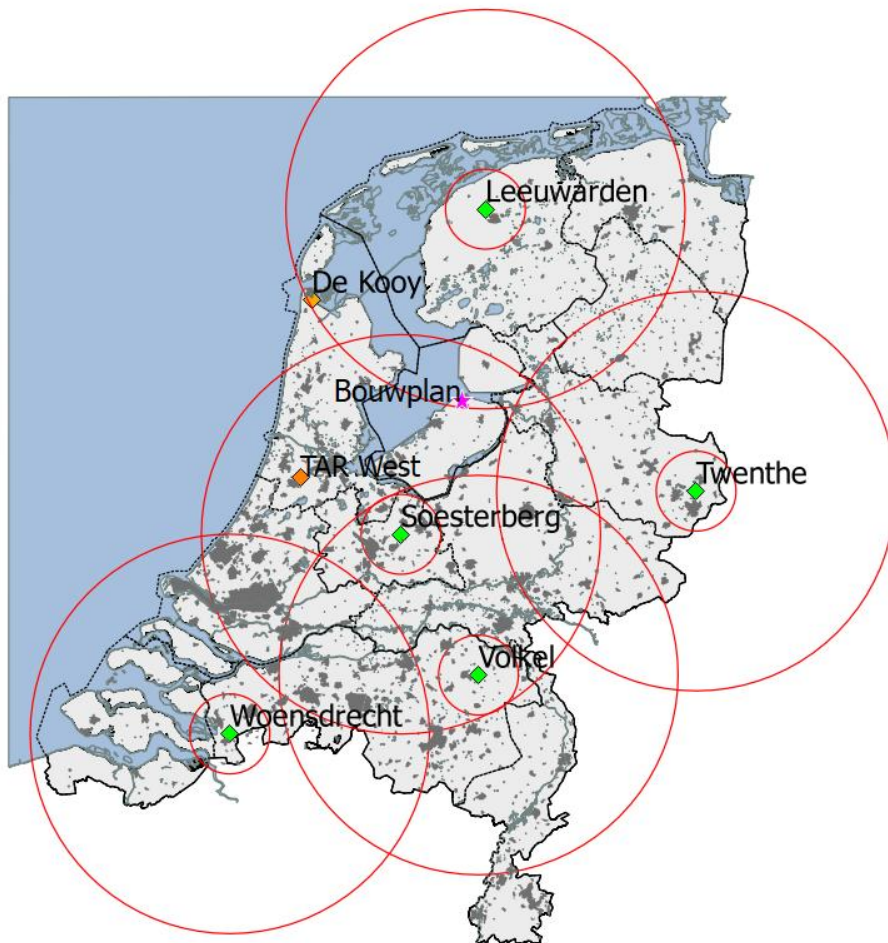 Leeuwarden
De Kooy
Bouwplan
TAR West
Twenthe
Soesterberg
Volkel
Woensdrecht